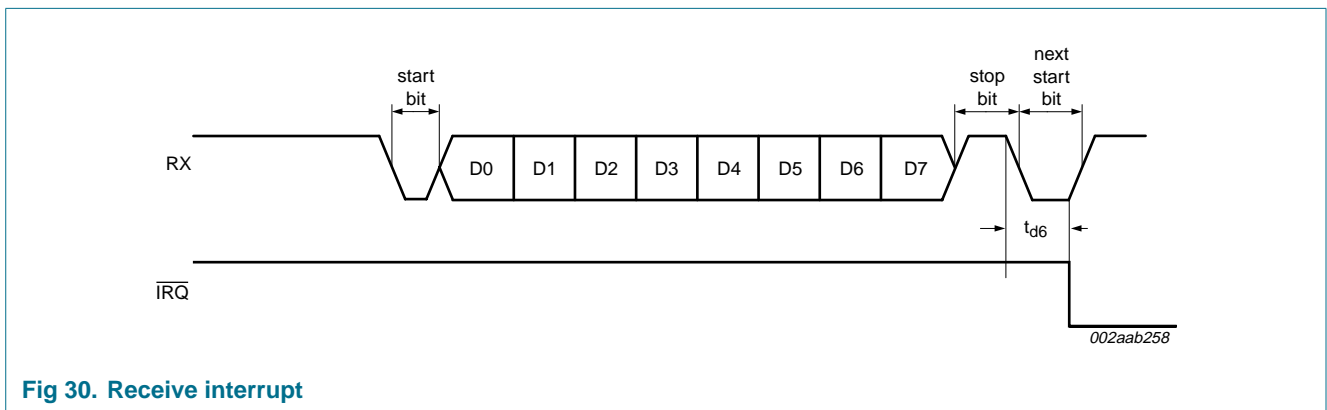 start
bit
stop
bit
next
start
bit
RX
D0 D1 D2 D3 D4 D5 D6 D7
td6
IRQ
002aab258
Fig 30. Receive interrupt